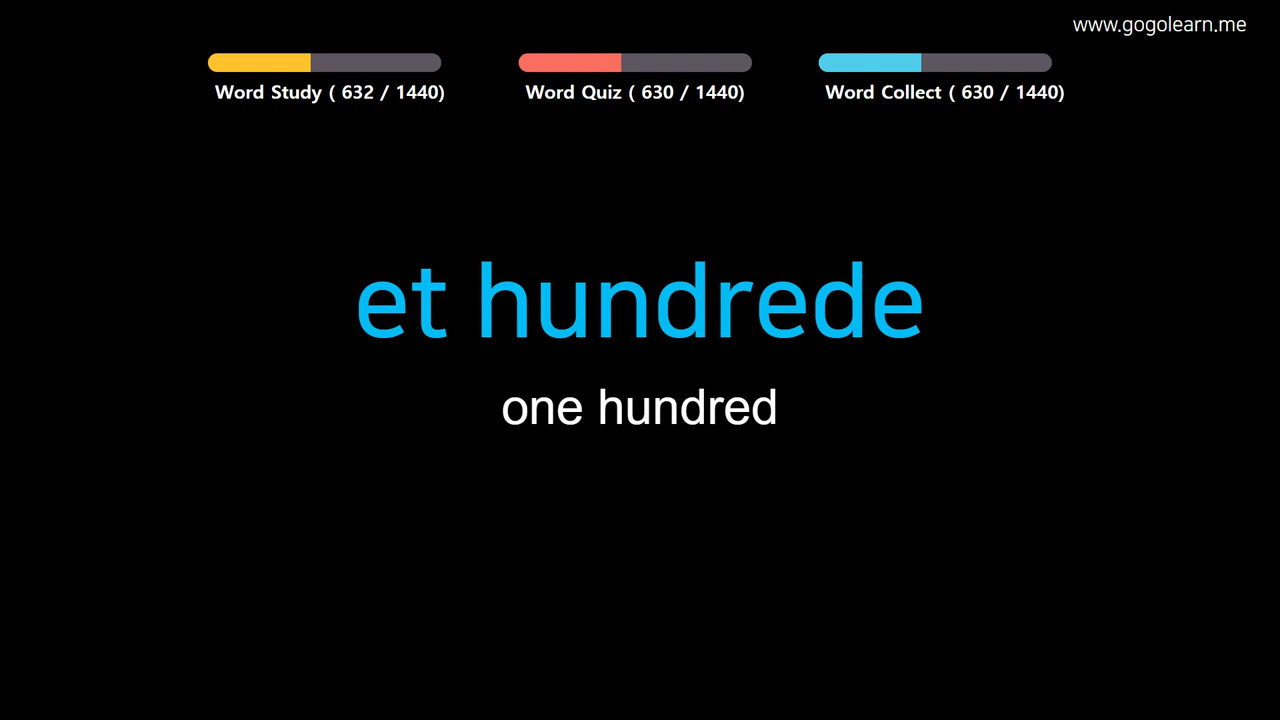 www.gogolearn.me
Word Study ( 632 / 1440)
Word Quiz ( 630 / 1440)
Word Collect ( 630 / 1440)
et hundrede
one hundred